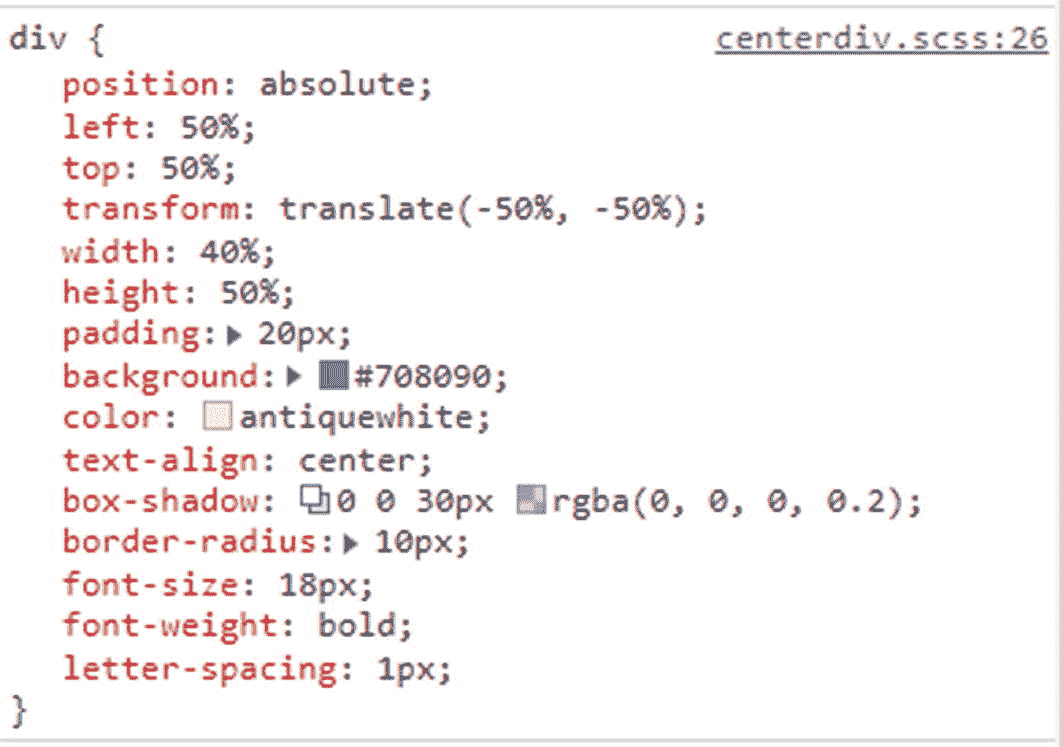 div {
centerdiv.scss:26
position: absolute;
left: 50%;
top: 50%;
transform: translate(-50%, -50%);
width: 40%;
height: 50%;
padding: 20px;
background: #708090;
color: antiquewhite;
text-align: center;
box-shadow: 0 0 30px rgba(0, 0, 0, 0.2);
border-radius: 10px;
font-size: 18px;
font-weight: bold;
letter-spacing: 1px;
}